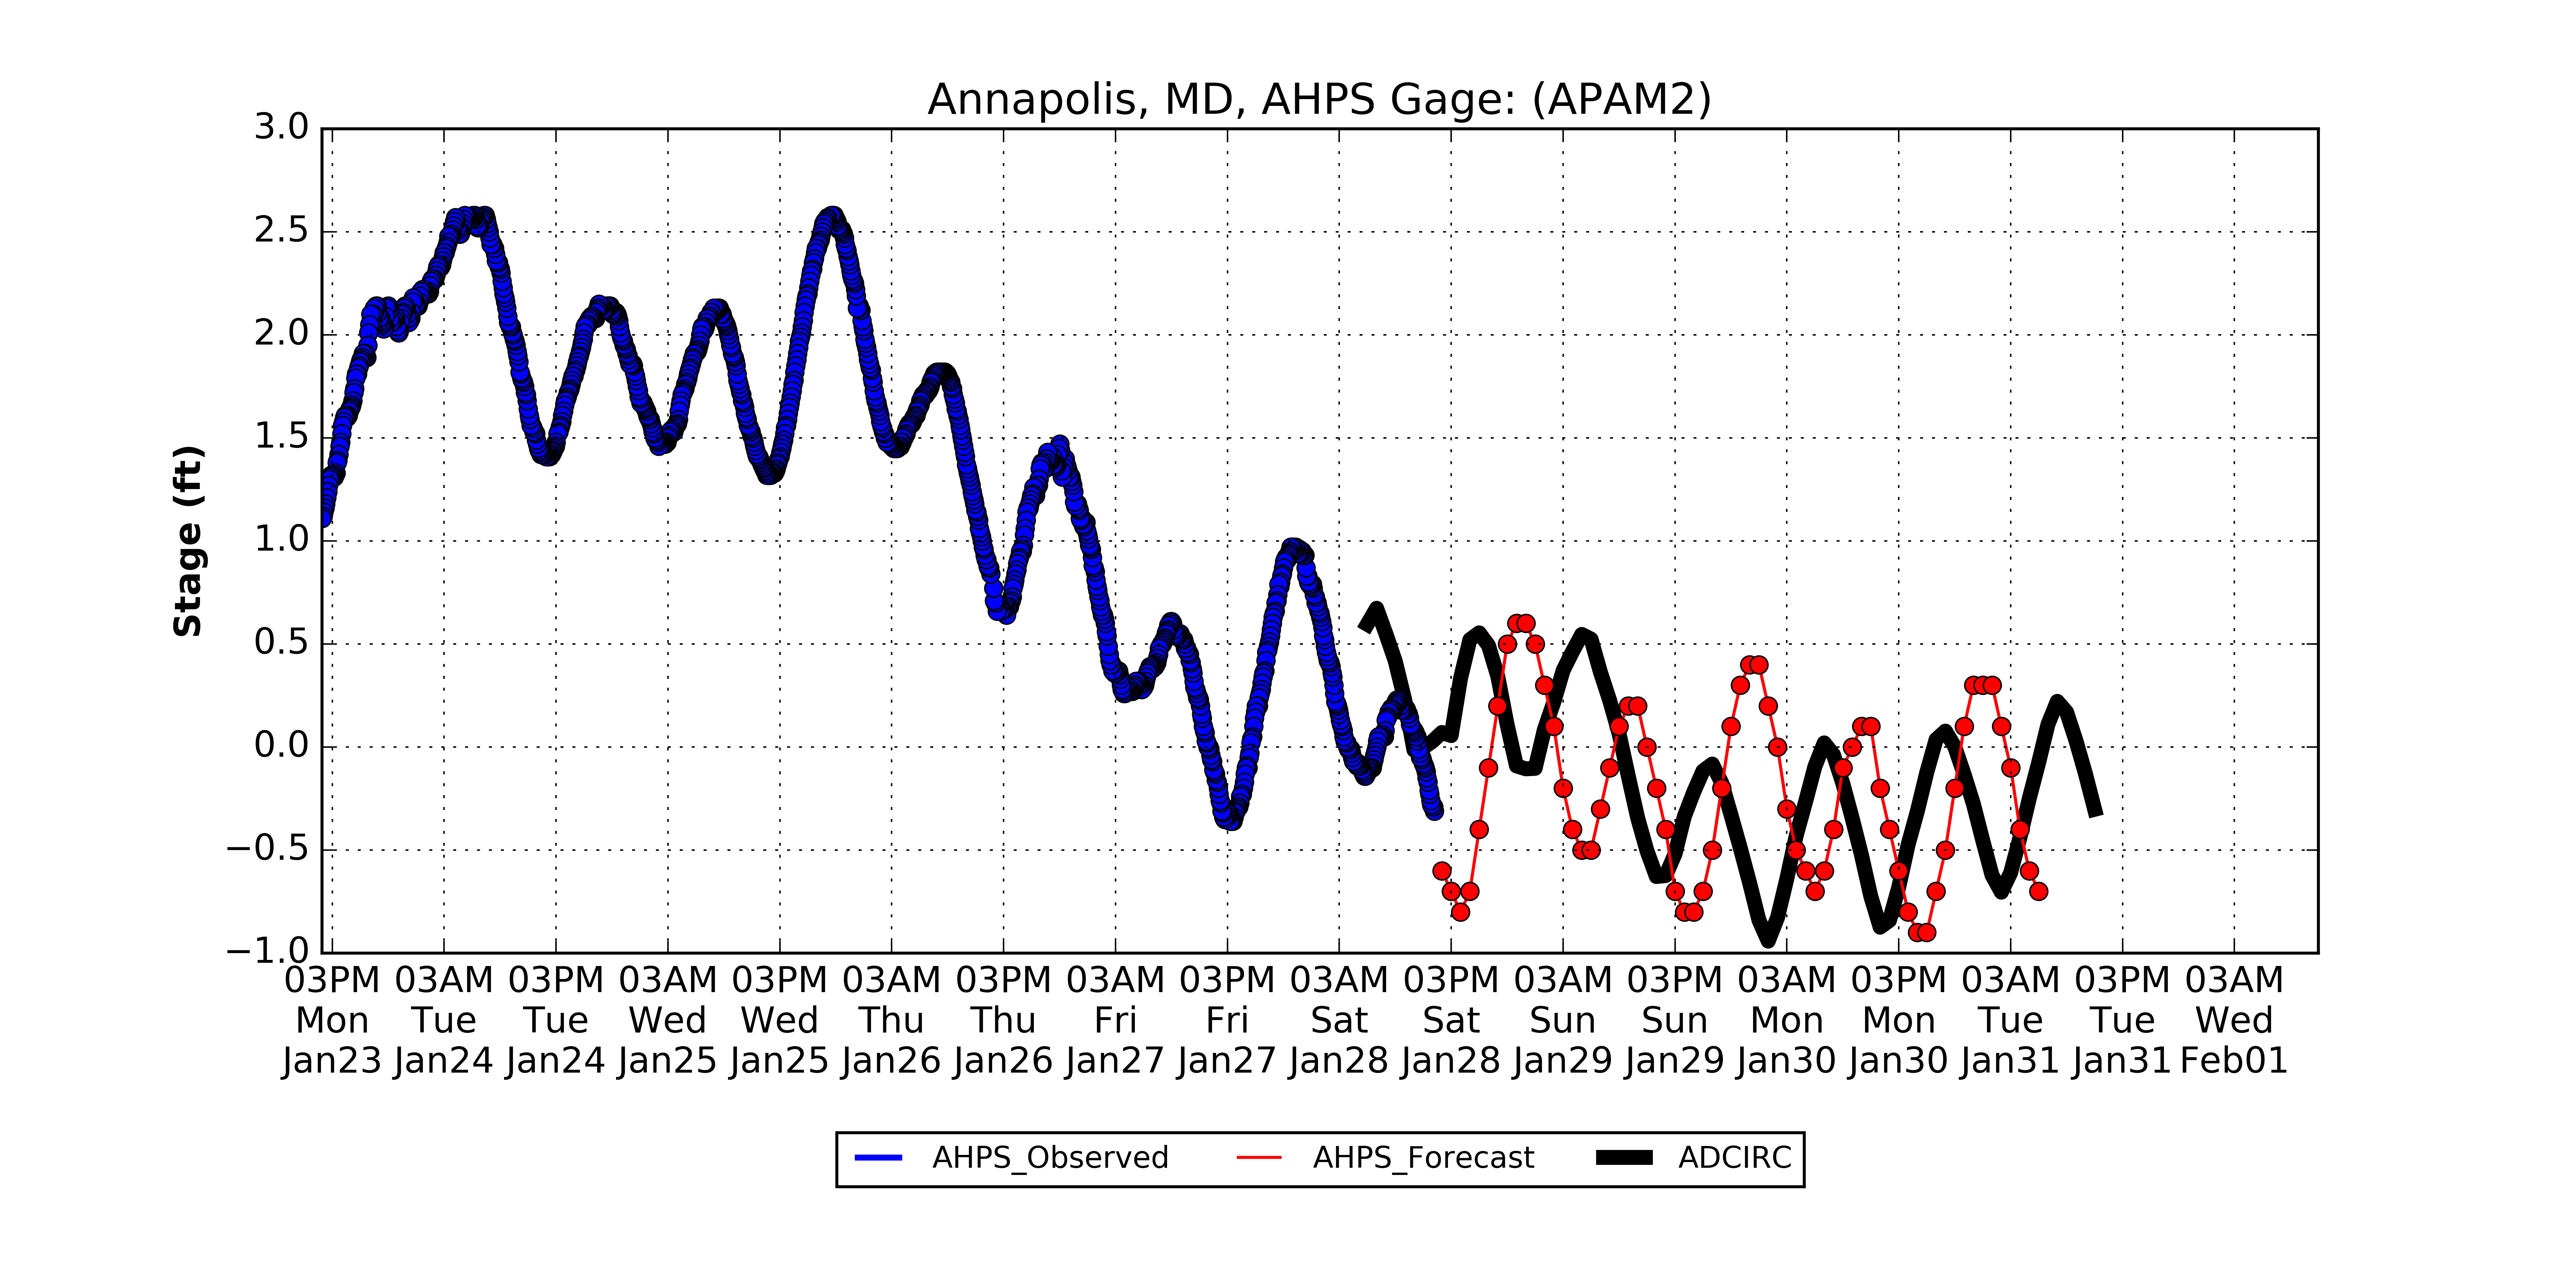 Annapolis, MD, AHPS Gage: (APAM2)
3.0
2.5
2.0
1.5
1.0
0.5
0.0
−0.5
−1.0
Stage (ft)
03PM 03AM 03PM 03AM 03PM 03AM 03PM 03AM 03PM 03AM 03PM 03AM 03PM 03AM 03PM 03AM 03PM 03AM
Mon Tue Tue Wed Wed Thu Thu Fri Fri Sat Sat Sun Sun Mon Mon Tue Tue Wed
Jan23 Jan24 Jan24 Jan25 Jan25 Jan26 Jan26 Jan27 Jan27 Jan28 Jan28 Jan29 Jan29 Jan30 Jan30 Jan31 Jan31 Feb01
AHPS_Observed AHPS_Forecast ADCIRC